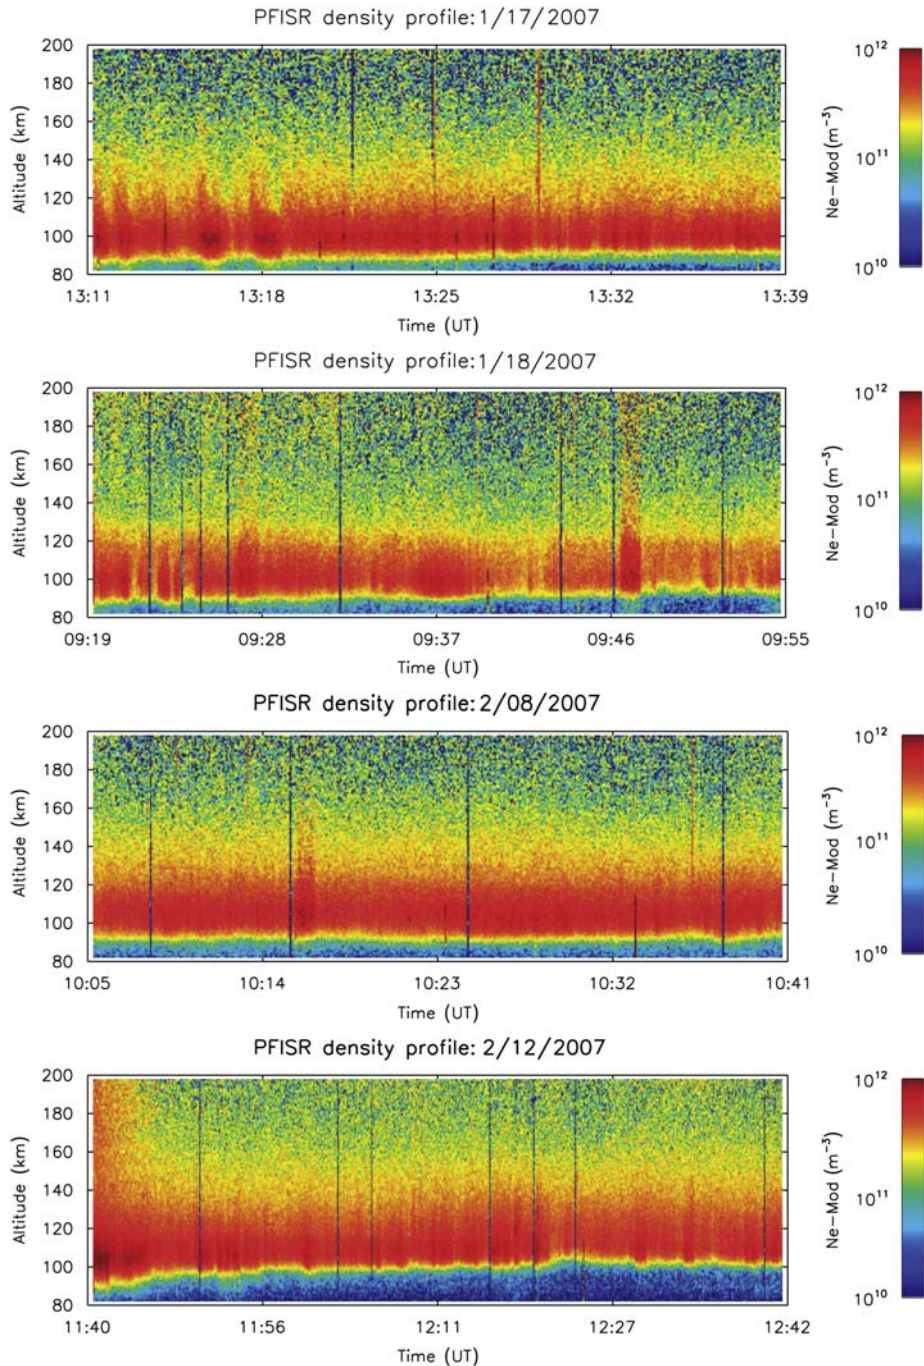 PFISR density profile:1/17/2007
200
180
160
140
120
100
80
Altitude (km)
13:11 13:18 13:25 13:32 13:39
Time (UT)
10¹²
10¹¹
10¹⁰
Ne-Mod (m⁻³)
PFISR density profile:1/18/2007
200
180
160
140
120
100
80
Altitude (km)
09:19 09:28 09:37 09:46 09:55
Time (UT)
10¹²
10¹¹
10¹⁰
Ne-Mod (m⁻³)
PFISR density profile:2/08/2007
200
180
160
140
120
100
80
Altitude (km)
10:05 10:14 10:23 10:32 10:41
Time (UT)
10¹²
10¹¹
10¹⁰
Ne-Mod (m⁻³)
PFISR density profile: 2/12/2007
200
180
160
140
120
100
80
Altitude (km)
11:40 11:56 12:11 12:27 12:42
Time (UT)
10¹²
10¹¹
10¹⁰
Ne-Mod (m⁻³)